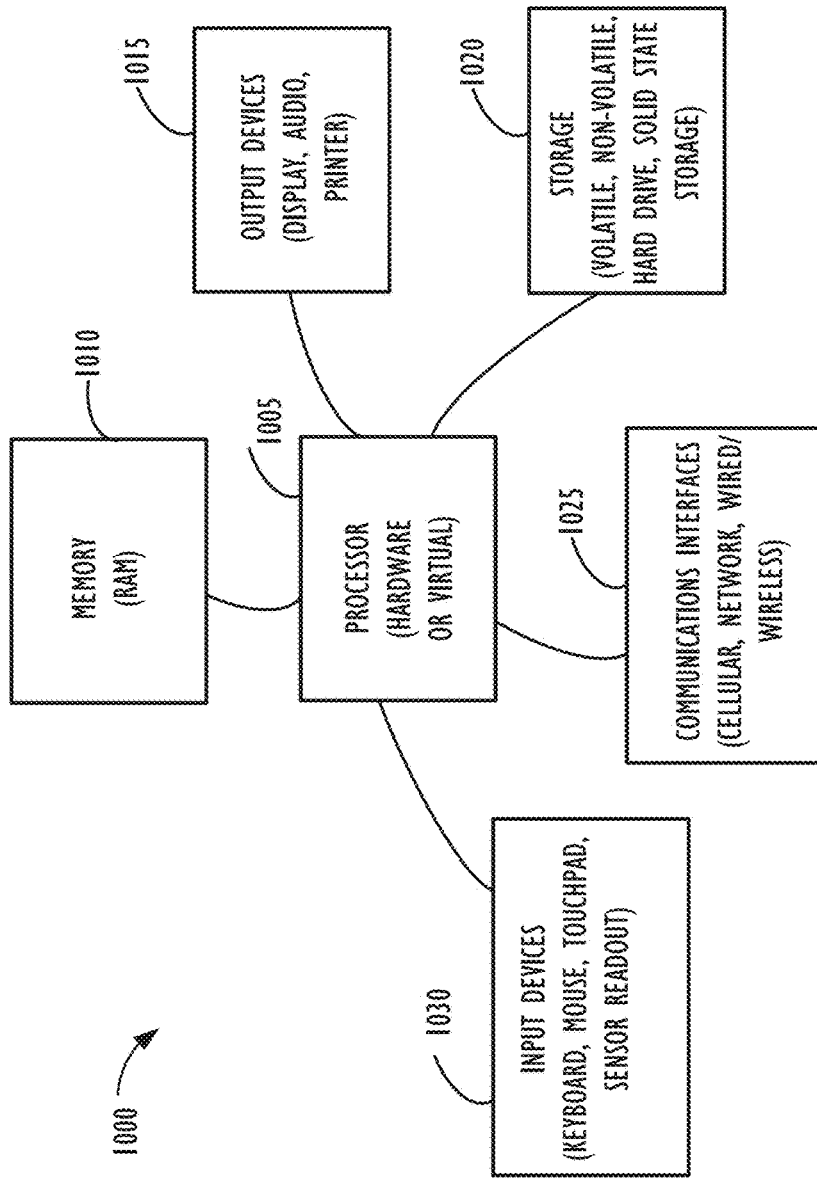 1000
1010
MEMORY
(RAM)
1015
OUTPUT DEVICES
(DISPLAY, AUDIO,
PRINTER)
1005
PROCESSOR
(HARDWARE
OR VIRTUAL)
1030
INPUT DEVICES
(KEYBOARD, MOUSE, TOUCHPAD,
SENSOR READOUT)
1025
COMMUNICATIONS INTERFACES
(CELLULAR, NETWORK, WIRED/
WIRELESS)
1020
STORAGE
(VOLATILE, NON-VOLATILE,
HARD DRIVE, SOLID STATE
STORAGE)